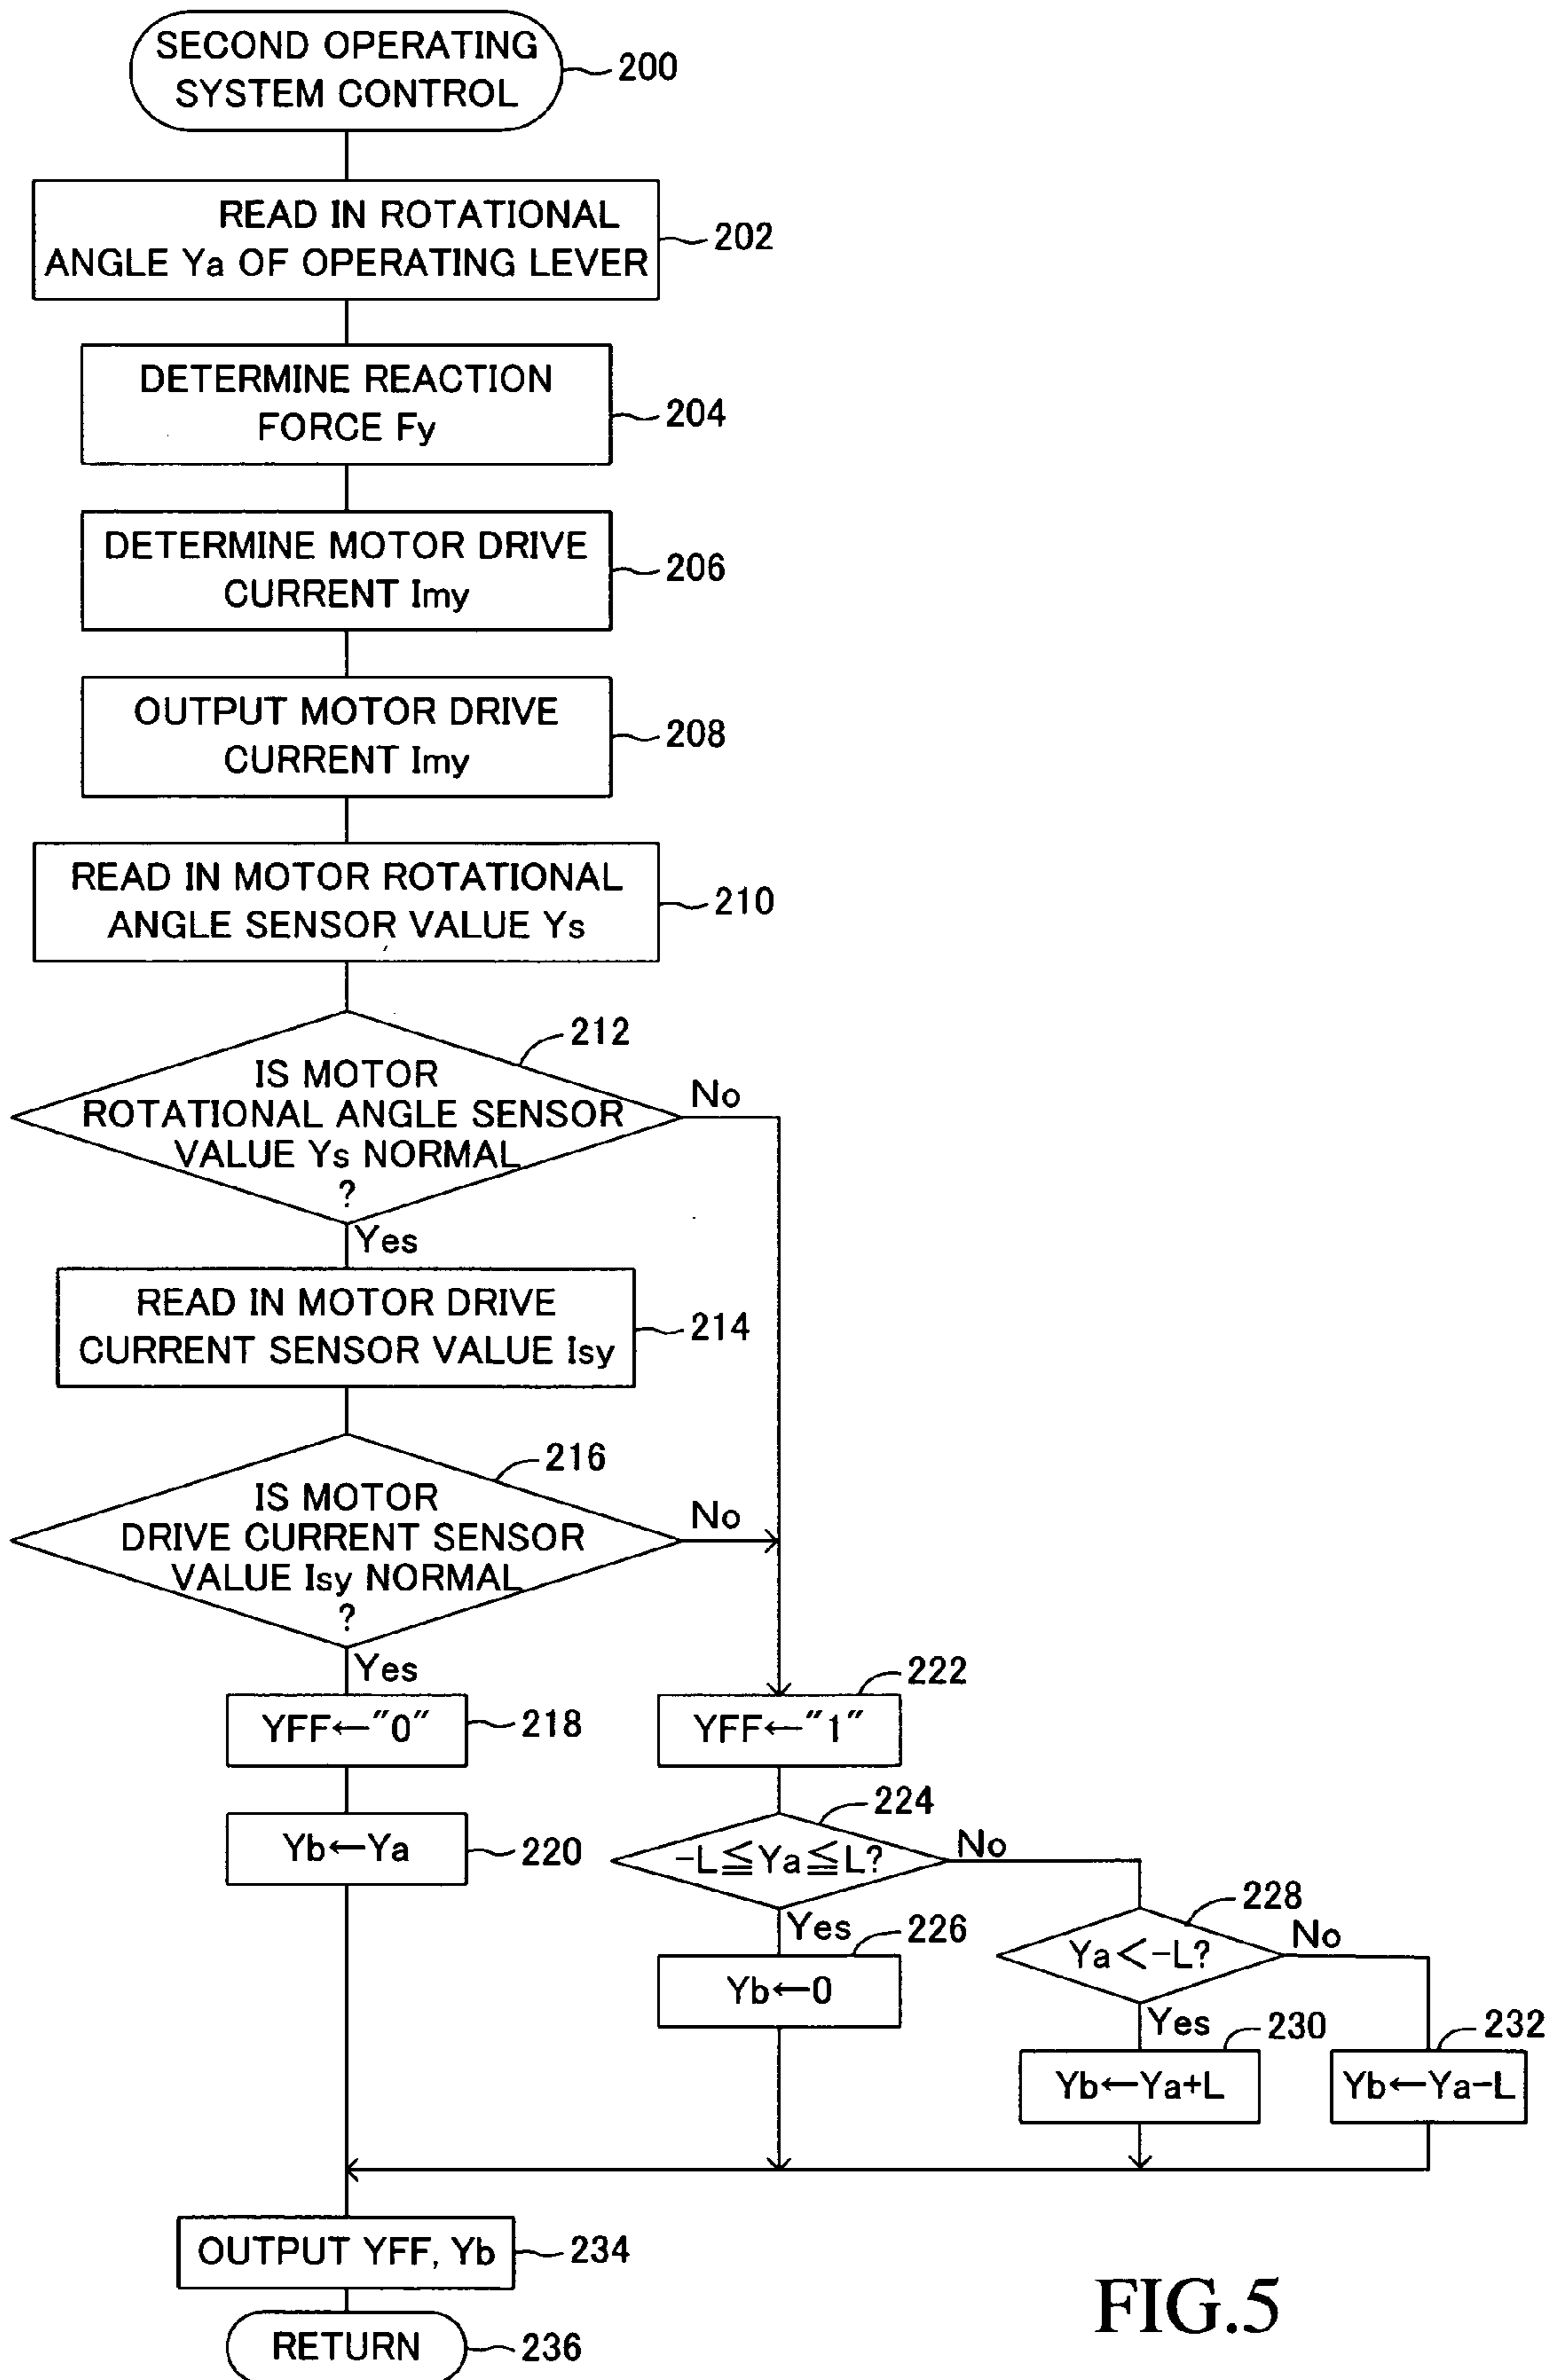 SECOND OPERATING
SYSTEM CONTROL
200
READ IN ROTATIONAL
ANGLE Ya OF OPERATING LEVER
202
DETERMINE REACTION
FORCE Fy
204
DETERMINE MOTOR DRIVE
CURRENT Imy
206
OUTPUT MOTOR DRIVE
CURRENT Imy
208
READ IN MOTOR ROTATIONAL
ANGLE SENSOR VALUE Ys
210
212
IS MOTOR
ROTATIONAL ANGLE SENSOR
VALUE Ys NORMAL
?
No
Yes
READ IN MOTOR DRIVE
CURRENT SENSOR VALUE Isy
214
216
IS MOTOR
DRIVE CURRENT SENSOR
VALUE Isy NORMAL
?
No
Yes
YFF←"0"
218
222
YFF←"1"
Yb←Ya
220
224
-L≦Ya≦L?
No
Yes
226
Yb←0
228
Ya<-L?
No
Yes
230
Yb←Ya+L
232
Yb←Ya-L
OUTPUT YFF, Yb
234
RETURN
236
FIG.5